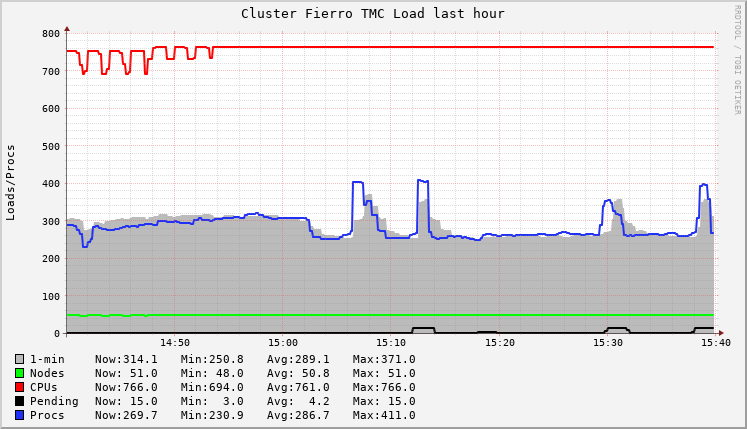 Cluster Fierro TMC Load last hour
RRDTOOL / TOBI OETIKER
Loads/Procs
800
700
600
500
400
300
200
100
0
14:50 15:00 15:10 15:20 15:30 15:40
1-min Now:314.1 Min:250.8 Avg:289.1 Max:371.0
Nodes Now: 51.0 Min: 48.0 Avg: 50.8 Max: 51.0
CPUs Now:766.0 Min:694.0 Avg:761.0 Max:766.0
Pending Now: 15.0 Min: 3.0 Avg: 4.2 Max: 15.0
Procs Now:269.7 Min:230.9 Avg:286.7 Max:411.0